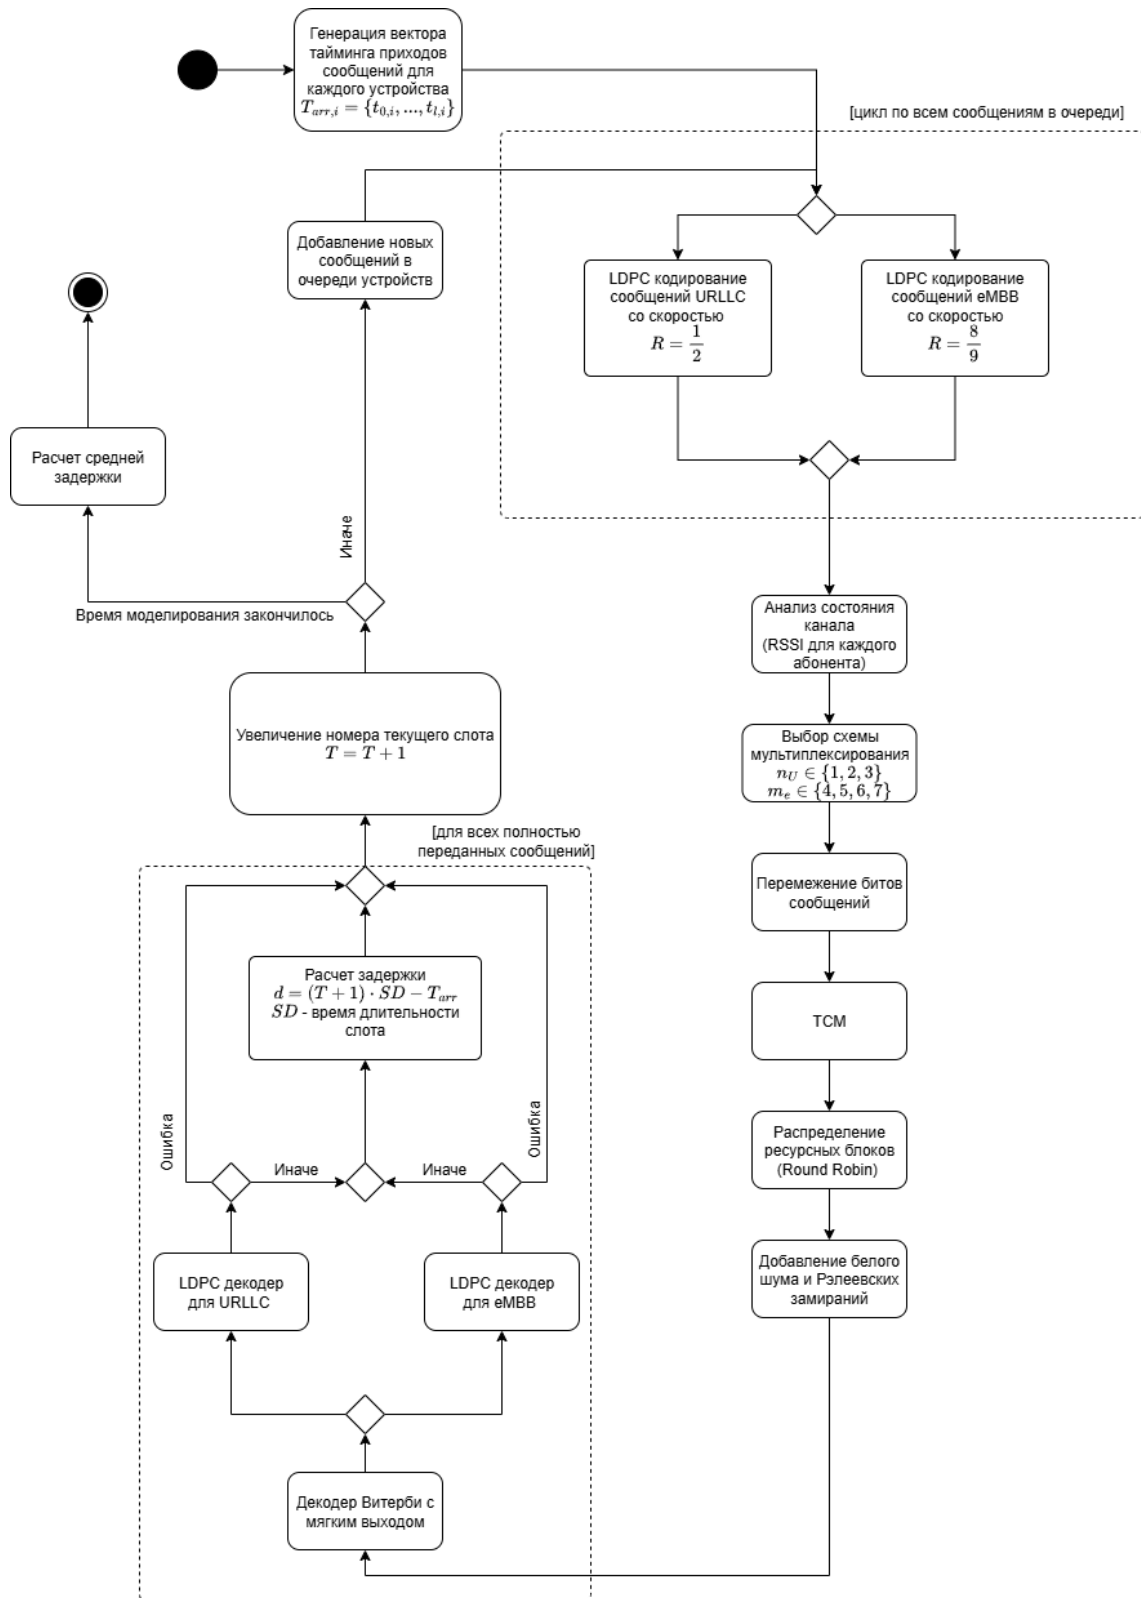 Генерация вектора
тайминга приходов
сообщений для
каждого устройства
T_{arr,i} = {t_{0,i}, ..., t_{l,i}}
[цикл по всем сообщениям в очереди]
Добавление новых
сообщений в
очереди устройств
LDPC кодирование
сообщений URLLC
со скоростью
R = 1/2
LDPC кодирование
сообщений eMBB
со скоростью
R = 8/9
Расчет средней
задержки
Иначе
Время моделирования закончилось
Анализ состояния
канала
(RSSI для каждого
абонента)
Увеличение номера текущего слота
T = T + 1
Выбор схемы
мультиплексирования
n_U ∈ {1, 2, 3}
m_e ∈ {4, 5, 6, 7}
[для всех полностью
переданных сообщений]
Перемежение битов
сообщений
Расчет задержки
d = (T + 1) · SD − T_{arr}
SD - время длительности
слота
TCM
Ошибка
Иначе
Иначе
Ошибка
Распределение
ресурсных блоков
(Round Robin)
LDPC декодер
для URLLC
LDPC декодер
для eMBB
Добавление белого
шума и Рэлеевских
замираний
Декодер Витерби с
мягким выходом